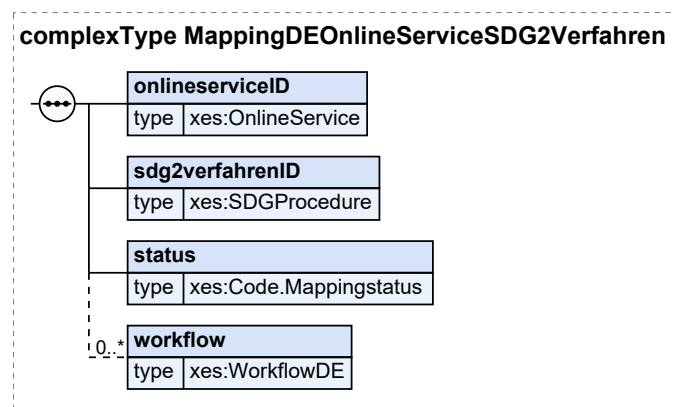 complexType MappingDEOnlineServiceSDG2Verfahren
onlineserviceID
type xes:OnlineService
sdg2verfahrenID
type xes:SDGProcedure
status
type xes:Code.Mappingstatus
0..* workflow
type xes:WorkflowDE